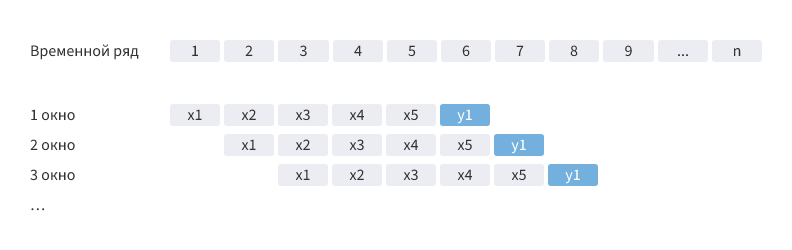 Временной ряд 1 2 3 4 5 6 7 8 9 ... n
1 окно x1 x2 x3 x4 x5 y1
2 окно x1 x2 x3 x4 x5 y1
3 окно x1 x2 x3 x4 x5 y1
...